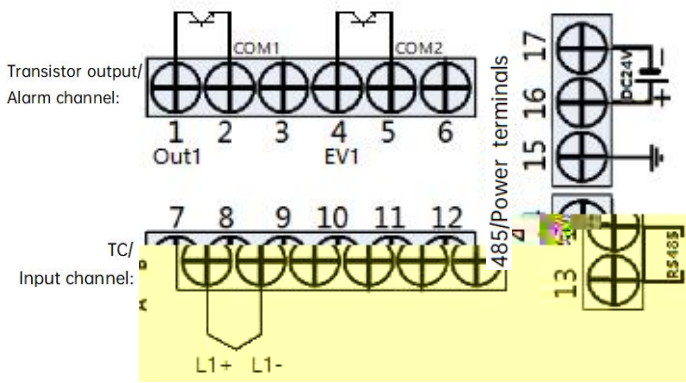 COM1
COM2
Transistor output/
Alarm channel:
1 2 3 4 5 6
Out1 EV1
7 8 9 10 11 12
TC/
Input channel:
L1+ L1-
485/Power terminals
17
16
15
13
DC24V
RS485